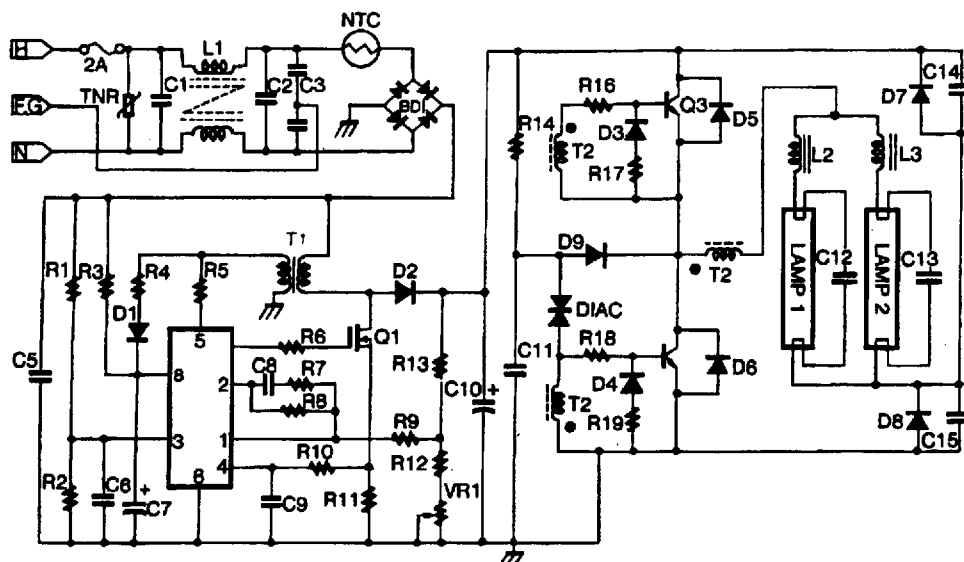 NTC
H
2A
L1
C1
C2
C3
TNR
F.G
BDI
N
R14
R16
Q3
D5
D3
T2
R17
D7
C14
L2
L3
LAMP 1
C12
LAMP 2
C13
D9
T2
DIAC
R1
R3
R4
R5
T1
D2
D1
Q1
R6
5
8
C8
R7
2
R8
R13
C5
C10
+
C11
R18
D6
D4
T2
R19
D8
C15
3
1
R9
R12
4
R10
R2
C6
+
C7
6
C9
R11
VR1